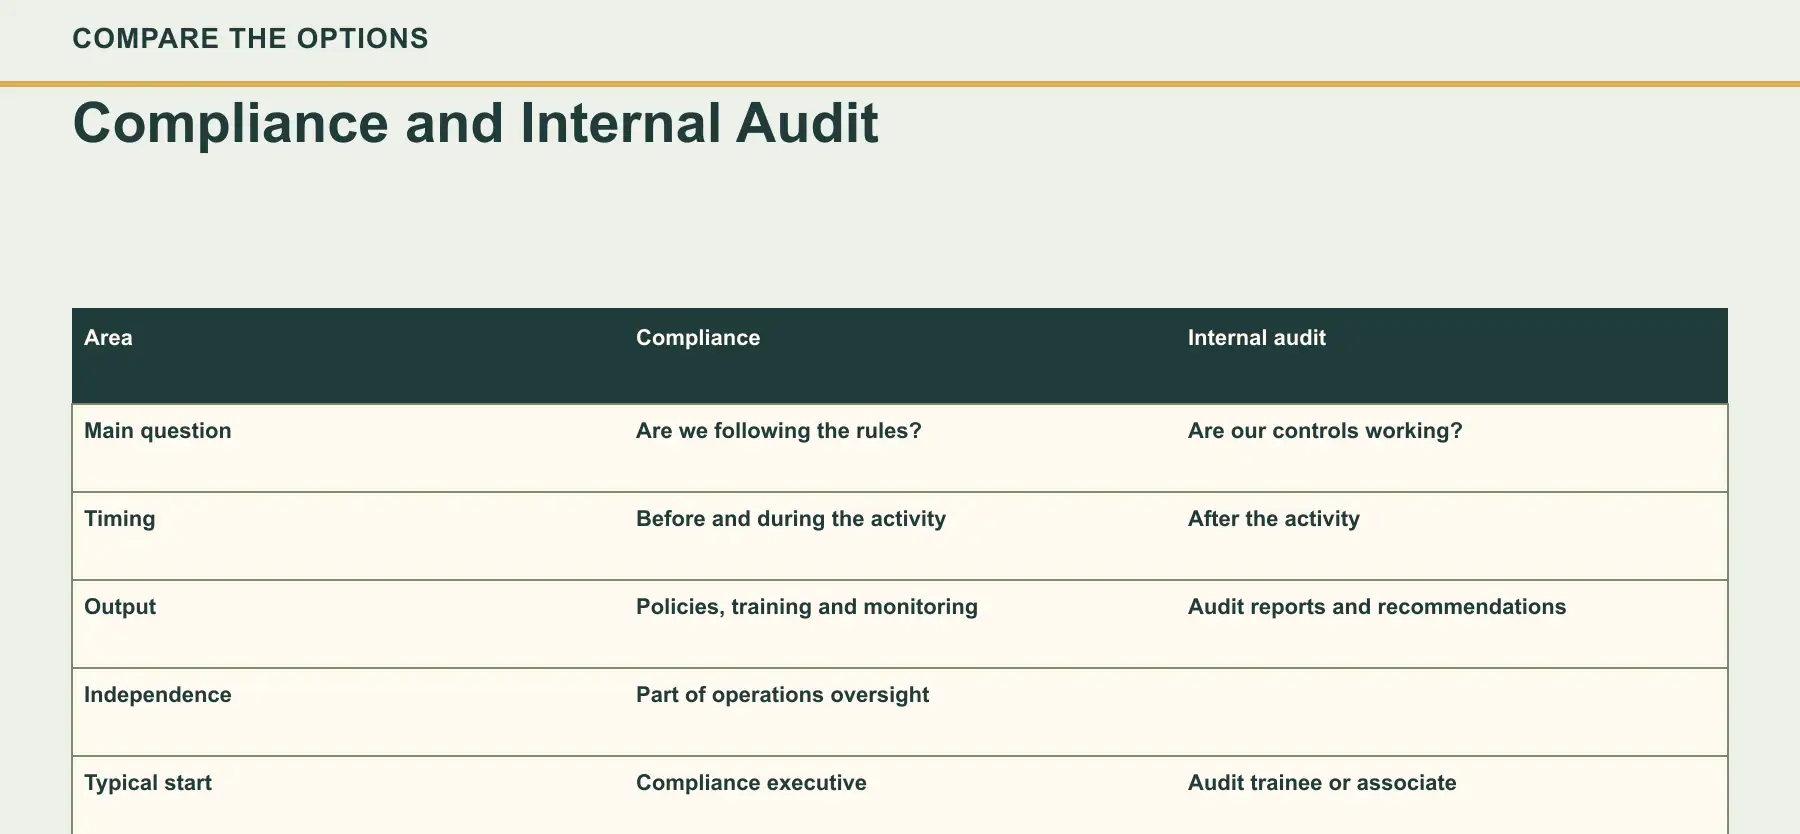 COMPARE THE OPTIONS
Compliance and Internal Audit
Area Compliance Internal audit
Main question Are we following the rules? Are our controls working?
Timing Before and during the activity After the activity
Output Policies, training and monitoring Audit reports and recommendations
Independence Part of operations oversight
Typical start Compliance executive Audit trainee or associate